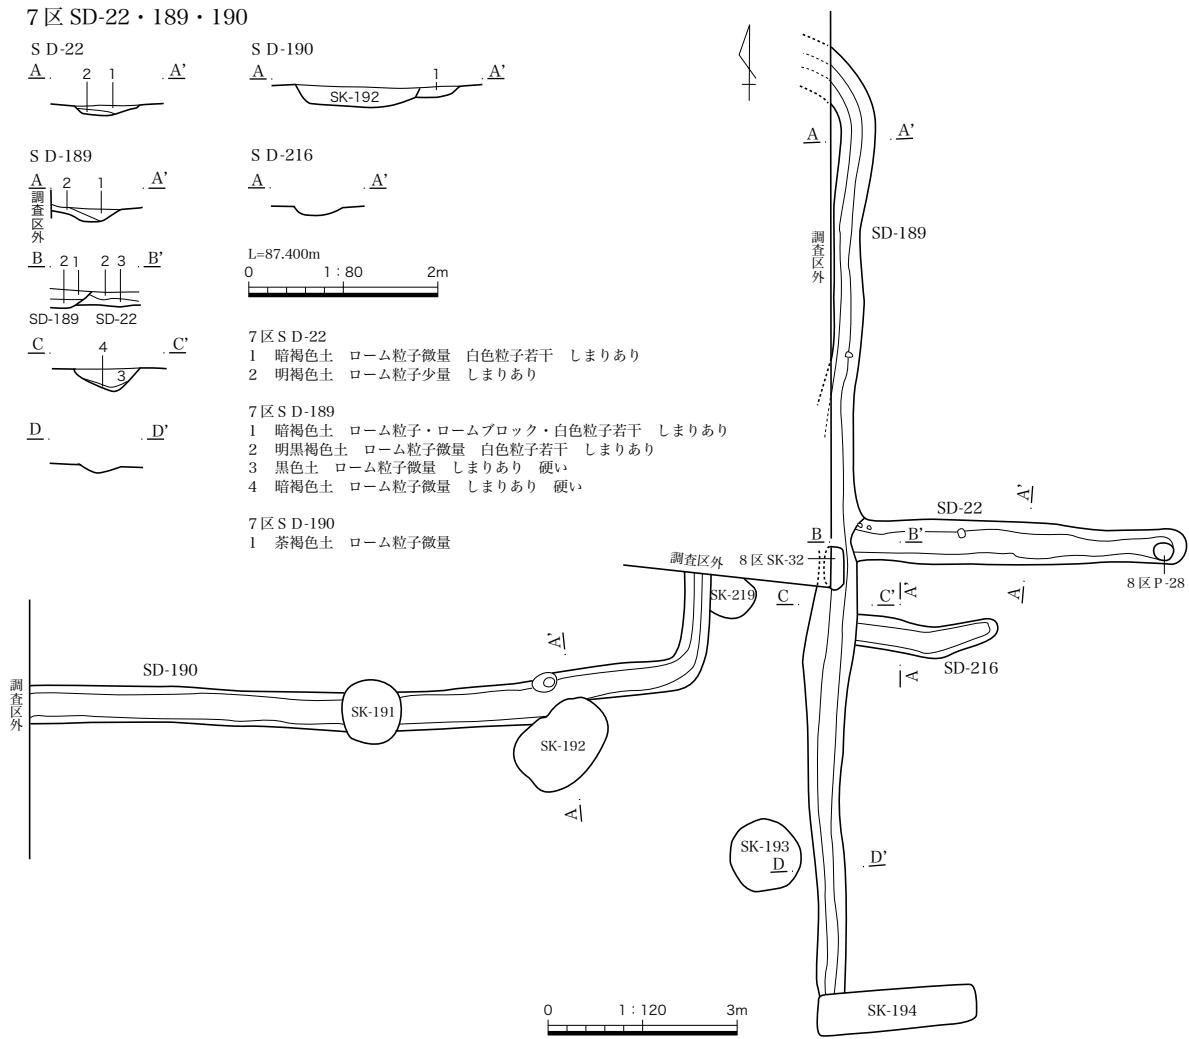 7区 SD-22・189・190
S D-22
A
2
1
A'
S D-190
A
1
A'
SK-192
S D-189
A
2
1
A'
調査区外
B
2 1
2 3
B'
SD-189
SD-22
C
4
C'
3
D
D'
S D-216
A
A'
L=87.400m
0
1：80
2m
7区S D-22
1　暗褐色土　ローム粒子微量　白色粒子若干　しまりあり
2　明褐色土　ローム粒子少量　しまりあり
7区S D-189
1　暗褐色土　ローム粒子・ロームブロック・白色粒子若干　しまりあり
2　明黒褐色土　ローム粒子微量　白色粒子若干　しまりあり
3　黒色土　ローム粒子微量　しまりあり　硬い
4　暗褐色土　ローム粒子微量　しまりあり　硬い
7区S D-190
1　茶褐色土　ローム粒子微量
A
A'
調査区外
SD-189
A'
SD-22
B
B'
調査区外
8区 SK-32
8区P-28
SK-219
C
C'
A'
A
A'
SD-190
SD-216
A
調査区外
SK-191
SK-192
A
SK-193
D
D'
0
1：120
3m
SK-194